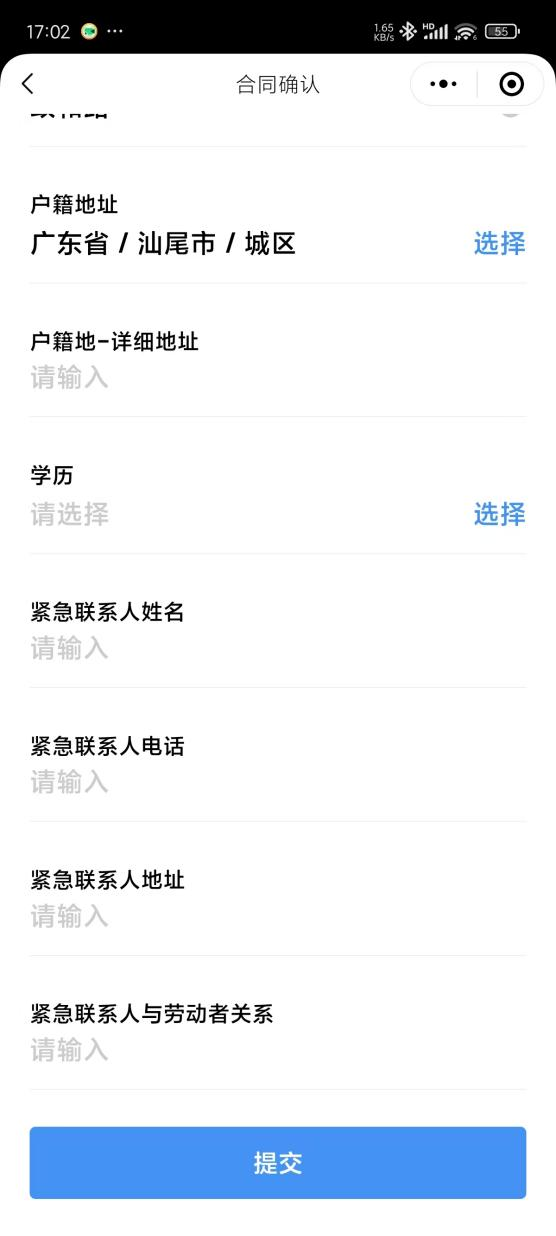 17:02
1.65 KB/s
HD
6
55
合同确认
户籍地址
广东省 / 汕尾市 / 城区
选择
户籍地-详细地址
请输入
学历
请选择
选择
紧急联系人姓名
请输入
紧急联系人电话
请输入
紧急联系人地址
请输入
紧急联系人与劳动者关系
请输入
提交